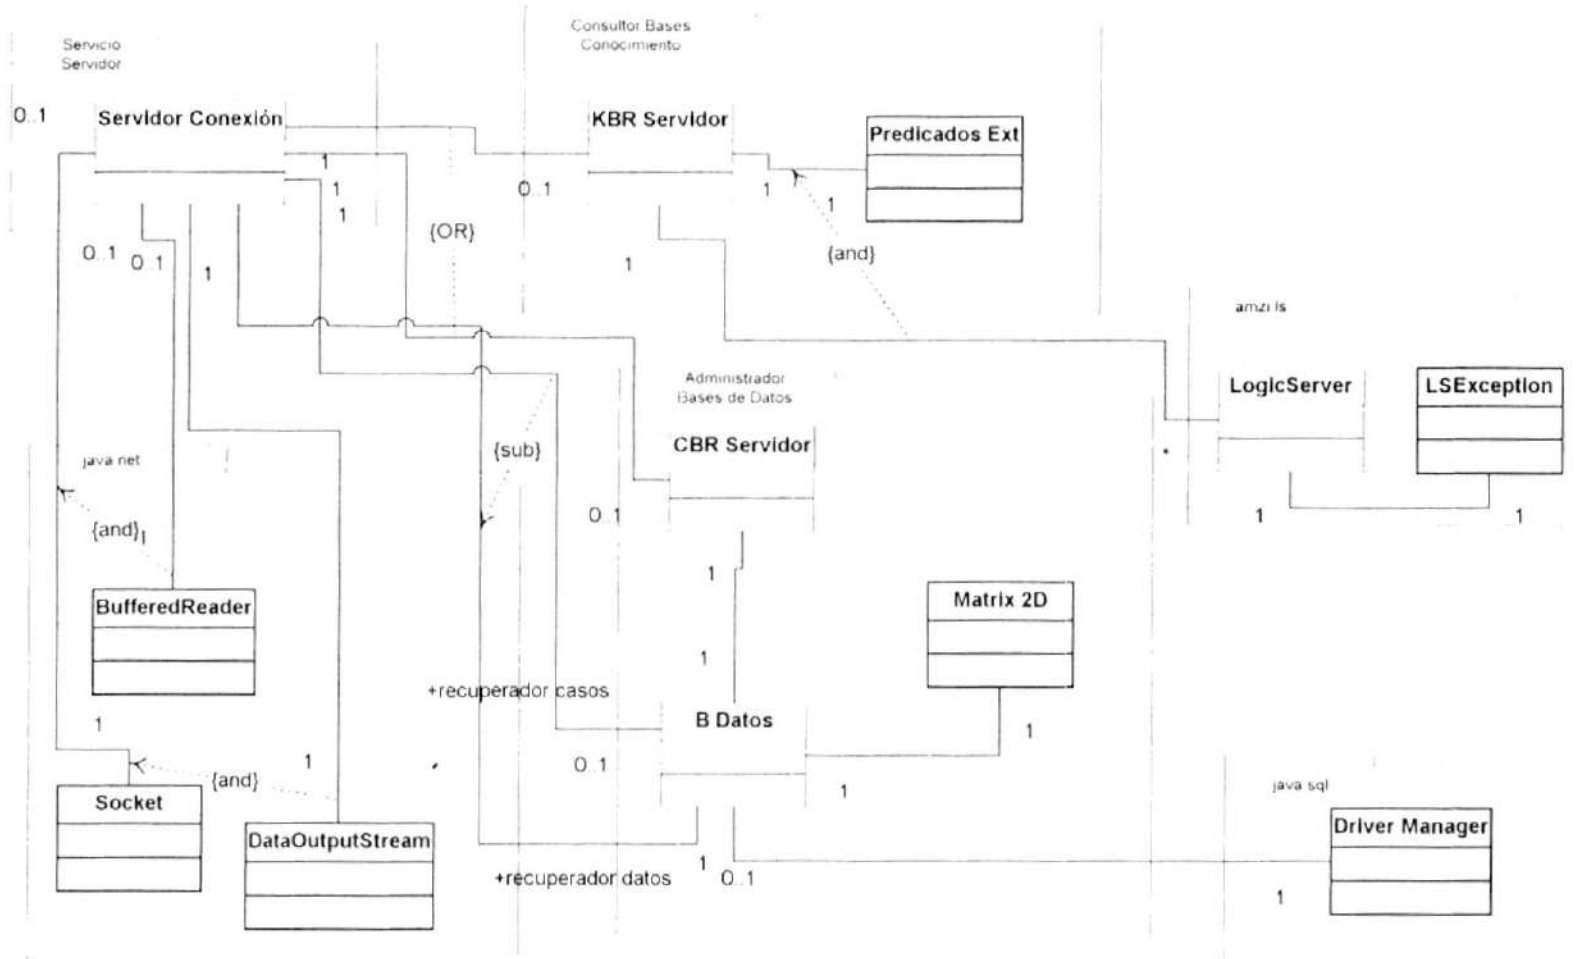 Consultor Bases
Conocimiento
Servicio
Servidor
0..1
Servidor Conexión
KBR Servidor
Predicados Ext
1
1
1
0..1
1
1
{OR}
{and}
0..1
0..1
1
1
amzi ls
Administrador
Bases de Datos
LogicServer
LSException
CBR Servidor
{sub}
java net
0..1
1
1
{and}
1
1
BufferedReader
Matrix 2D
1
+recuperador casos
B Datos
1
1
1
0..1
{and}
1
java sql
Socket
Driver Manager
DataOutputStream
1
0..1
+recuperador datos
1